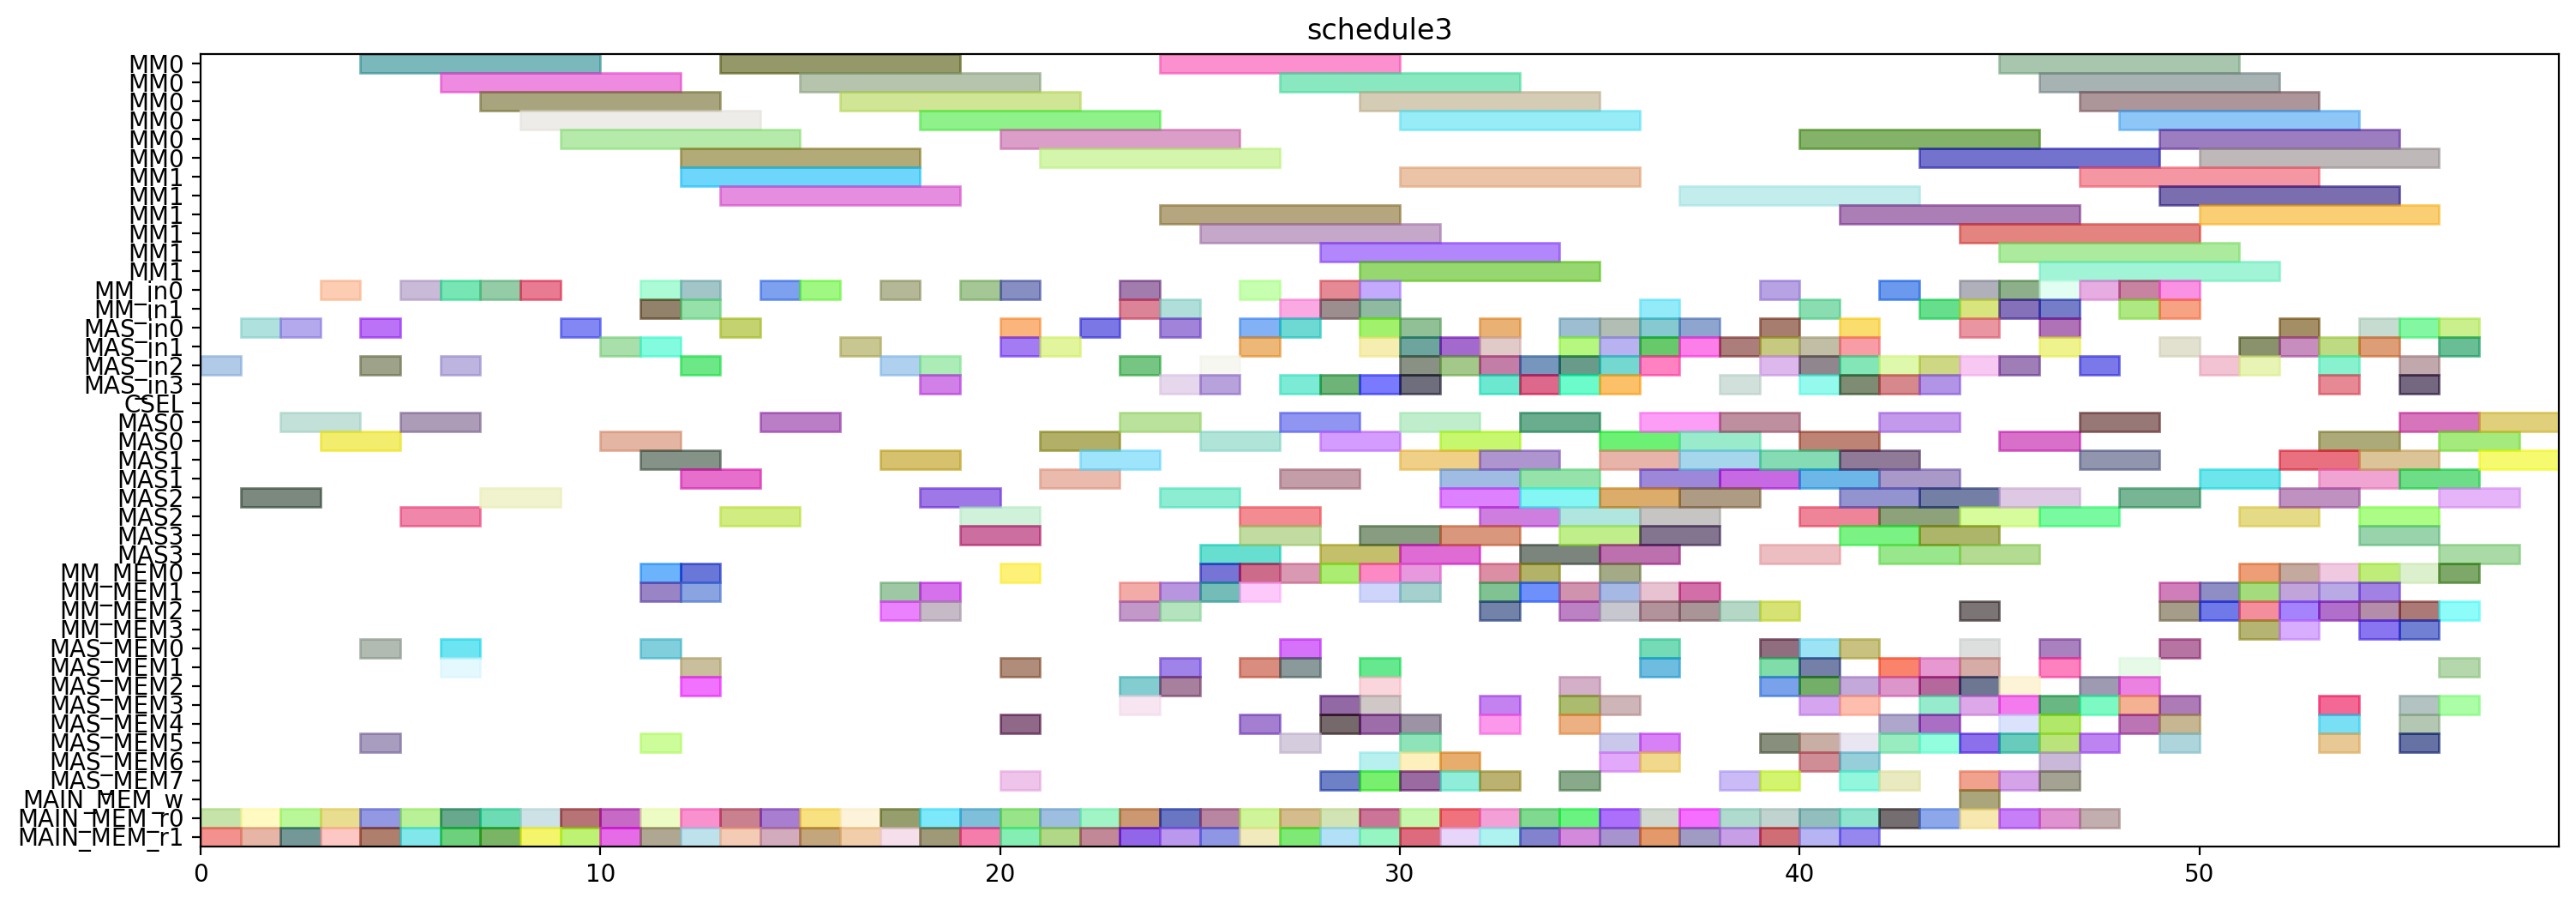 schedule3
MM0
MM0
MM0
MM0
MM0
MM0
MM1
MM1
MM1
MM1
MM1
MM1
MM_in0
MM_in1
MAS_in0
MAS_in1
MAS_in2
MAS_in3
CSEL
MAS0
MAS0
MAS1
MAS1
MAS2
MAS2
MAS3
MAS3
MM_MEM0
MM_MEM1
MM_MEM2
MM_MEM3
MAS_MEM0
MAS_MEM1
MAS_MEM2
MAS_MEM3
MAS_MEM4
MAS_MEM5
MAS_MEM6
MAS_MEM7
MAIN_MEM_w
MAIN_MEM_r0
MAIN_MEM_r1
0 10 20 30 40 50